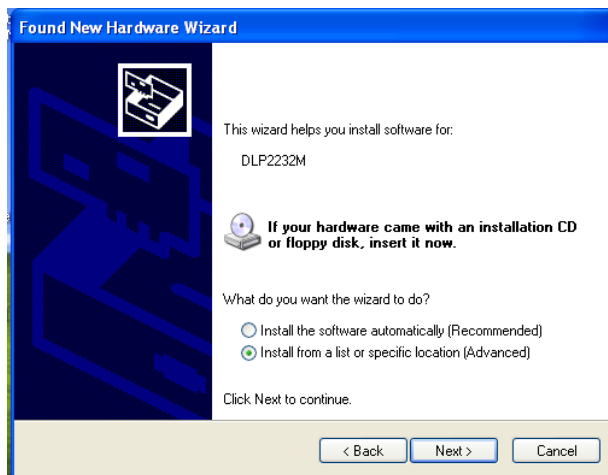 Found New Hardware Wizard
This wizard helps you install software for:
DLP2232M
If your hardware came with an installation CD
or floppy disk, insert it now.
What do you want the wizard to do?
Install the software automatically (Recommended)
Install from a list or specific location (Advanced)
Click Next to continue.
< Back
Next >
Cancel